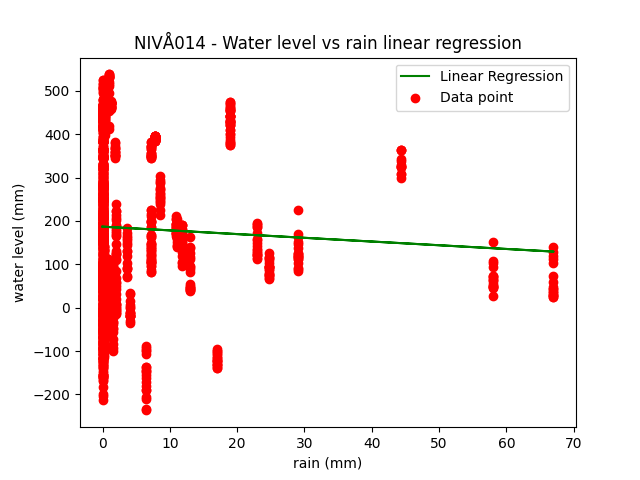 NIVÅ014 - Water level vs rain linear regression
Linear Regression
Data point
water level (mm)
500
400
300
200
100
0
−100
−200
0 10 20 30 40 50 60 70
rain (mm)